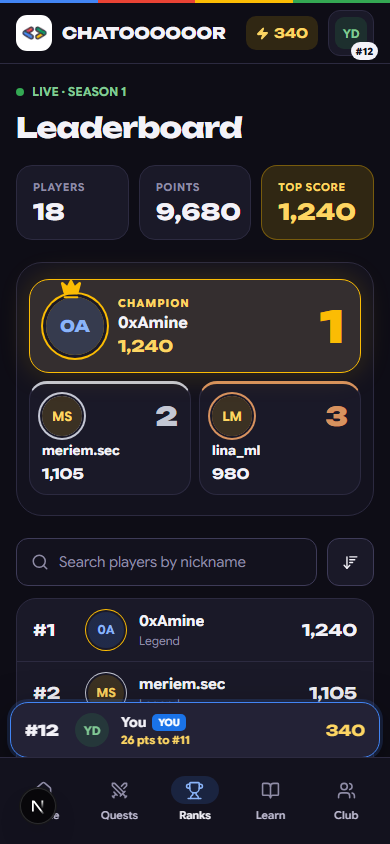 CHATOOOOOOR
340
YD
#12
LIVE · SEASON 1
Leaderboard
PLAYERS
18
POINTS
9,680
TOP SCORE
1,240
0A
CHAMPION
0xAmine
1,240
1
MS
2
meriem.sec
1,105
LM
3
lina_ml
980
Search players by nickname
#1
0A
0xAmine
Legend
1,240
#2
MS
meriem.sec
1,105
#12
YD
You YOU
26 pts to #11
340
N
Quests
Ranks
Learn
Club